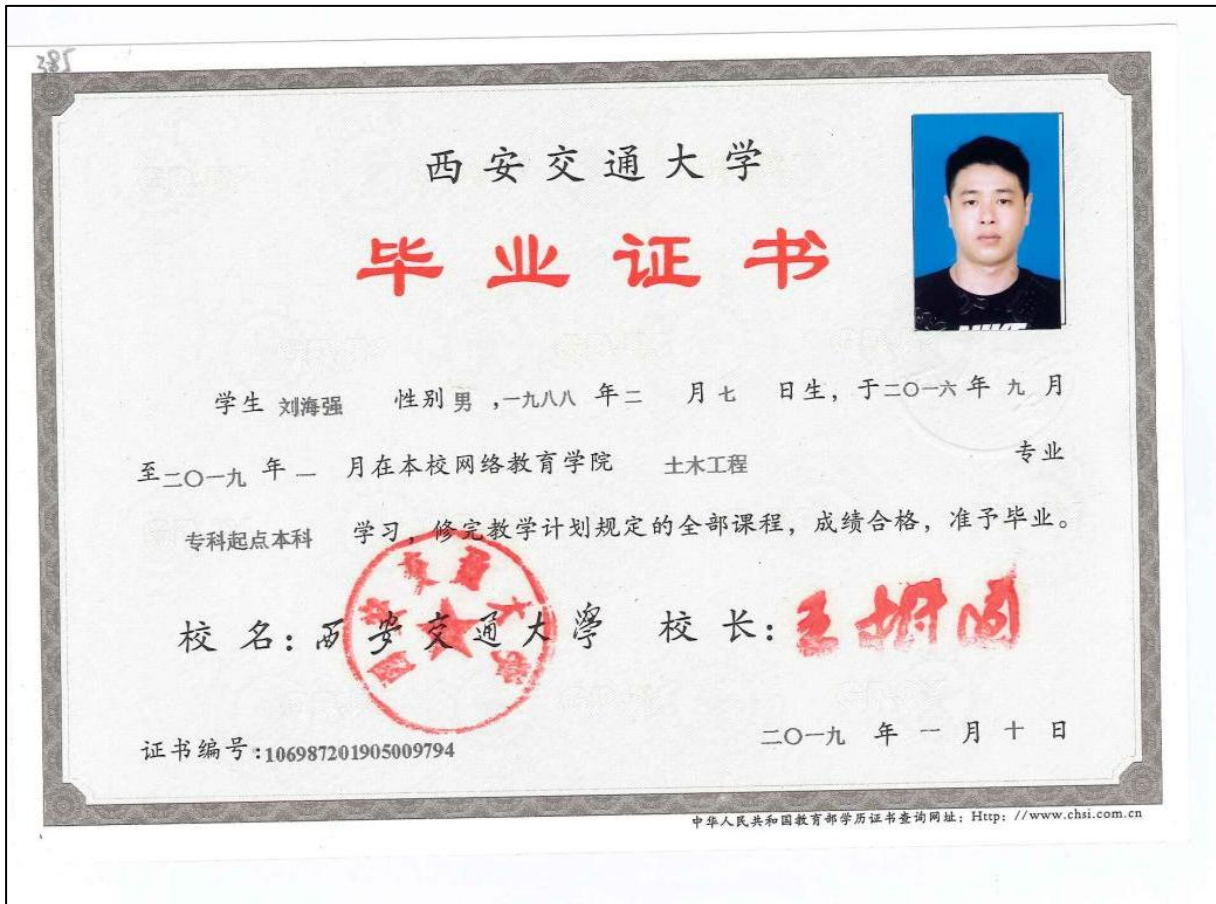 385
西安交通大学
毕业证书
学生 刘海强 性别 男 ,一九八八 年 二 月 七 日生，于二〇一六 年 九 月
至二〇一九 年 一 月在本校网络教育学院 土木工程 专业
专科起点本科 学习，修完教学计划规定的全部课程，成绩合格，准予毕业。
校 名：西安交通大学 校 长：王树国
证书编号:106987201905009794
二〇一九 年 一 月 十 日
中华人民共和国教育部学历证书查询网址：Http：//www.chsi.com.cn